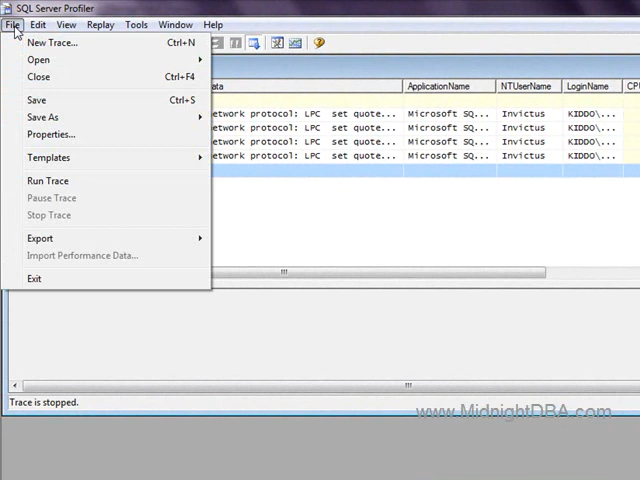 SQL Server Profiler
File Edit View Replay Tools Window Help
New Trace... Ctrl+N
Open
Close Ctrl+F4
Save Ctrl+S
Save As
Properties...
Templates
Run Trace
Pause Trace
Stop Trace
Export
Import Performance Data...
Exit
ata ApplicationName NTUserName LoginName CPU
etwork protocol: LPC set quote... Microsoft SQ... Invictus KIDDO\...
etwork protocol: LPC set quote... Microsoft SQ... Invictus KIDDO\...
etwork protocol: LPC set quote... Microsoft SQ... Invictus KIDDO\...
etwork protocol: LPC set quote... Microsoft SQ... Invictus KIDDO\...
Trace is stopped.
www.MidnightDBA.com